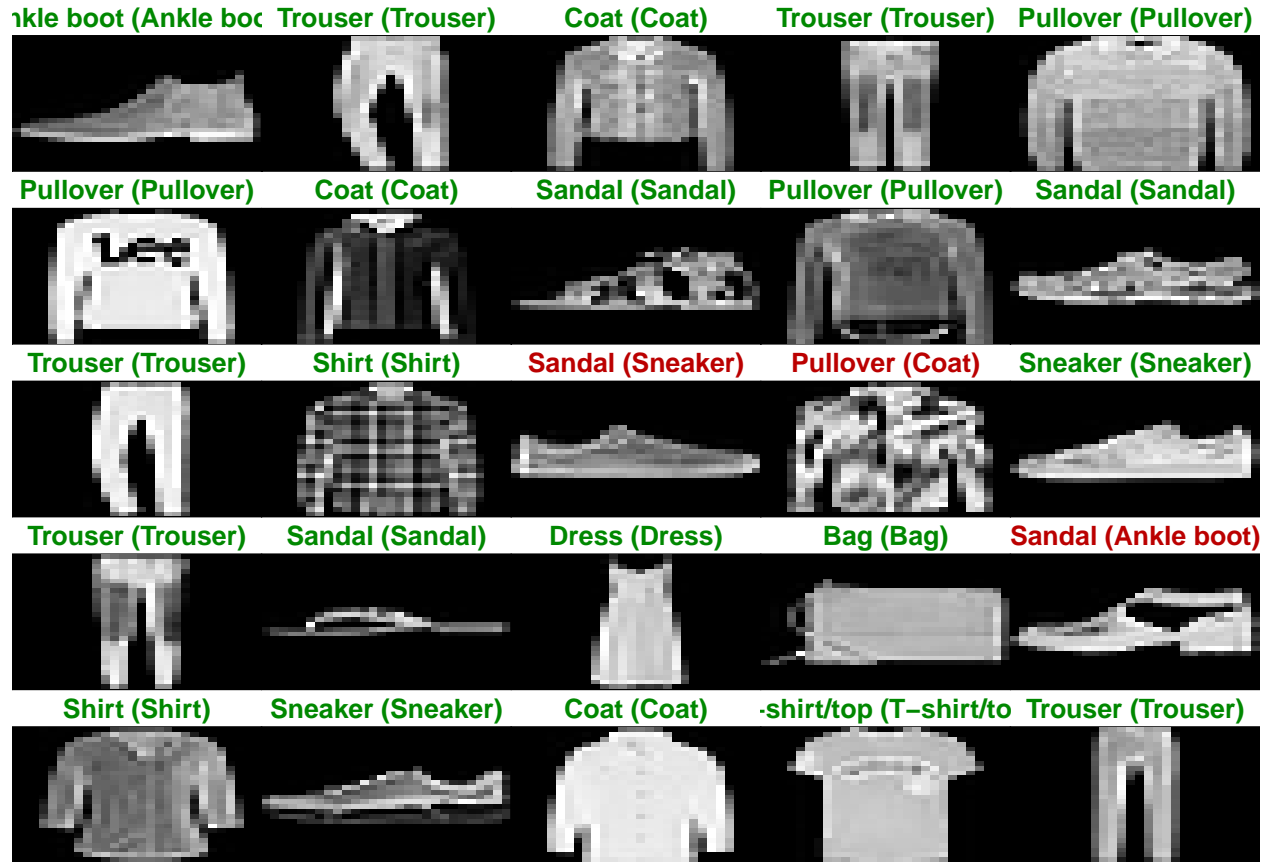 nkle boot (Ankle boo Trouser (Trouser) Coat (Coat) Trouser (Trouser) Pullover (Pullover)
Pullover (Pullover) Coat (Coat) Sandal (Sandal) Pullover (Pullover) Sandal (Sandal)
Lee
Trouser (Trouser) Shirt (Shirt) Sandal (Sneaker) Pullover (Coat) Sneaker (Sneaker)
Trouser (Trouser) Sandal (Sandal) Dress (Dress) Bag (Bag) Sandal (Ankle boot)
Shirt (Shirt) Sneaker (Sneaker) Coat (Coat) -shirt/top (T−shirt/to Trouser (Trouser)